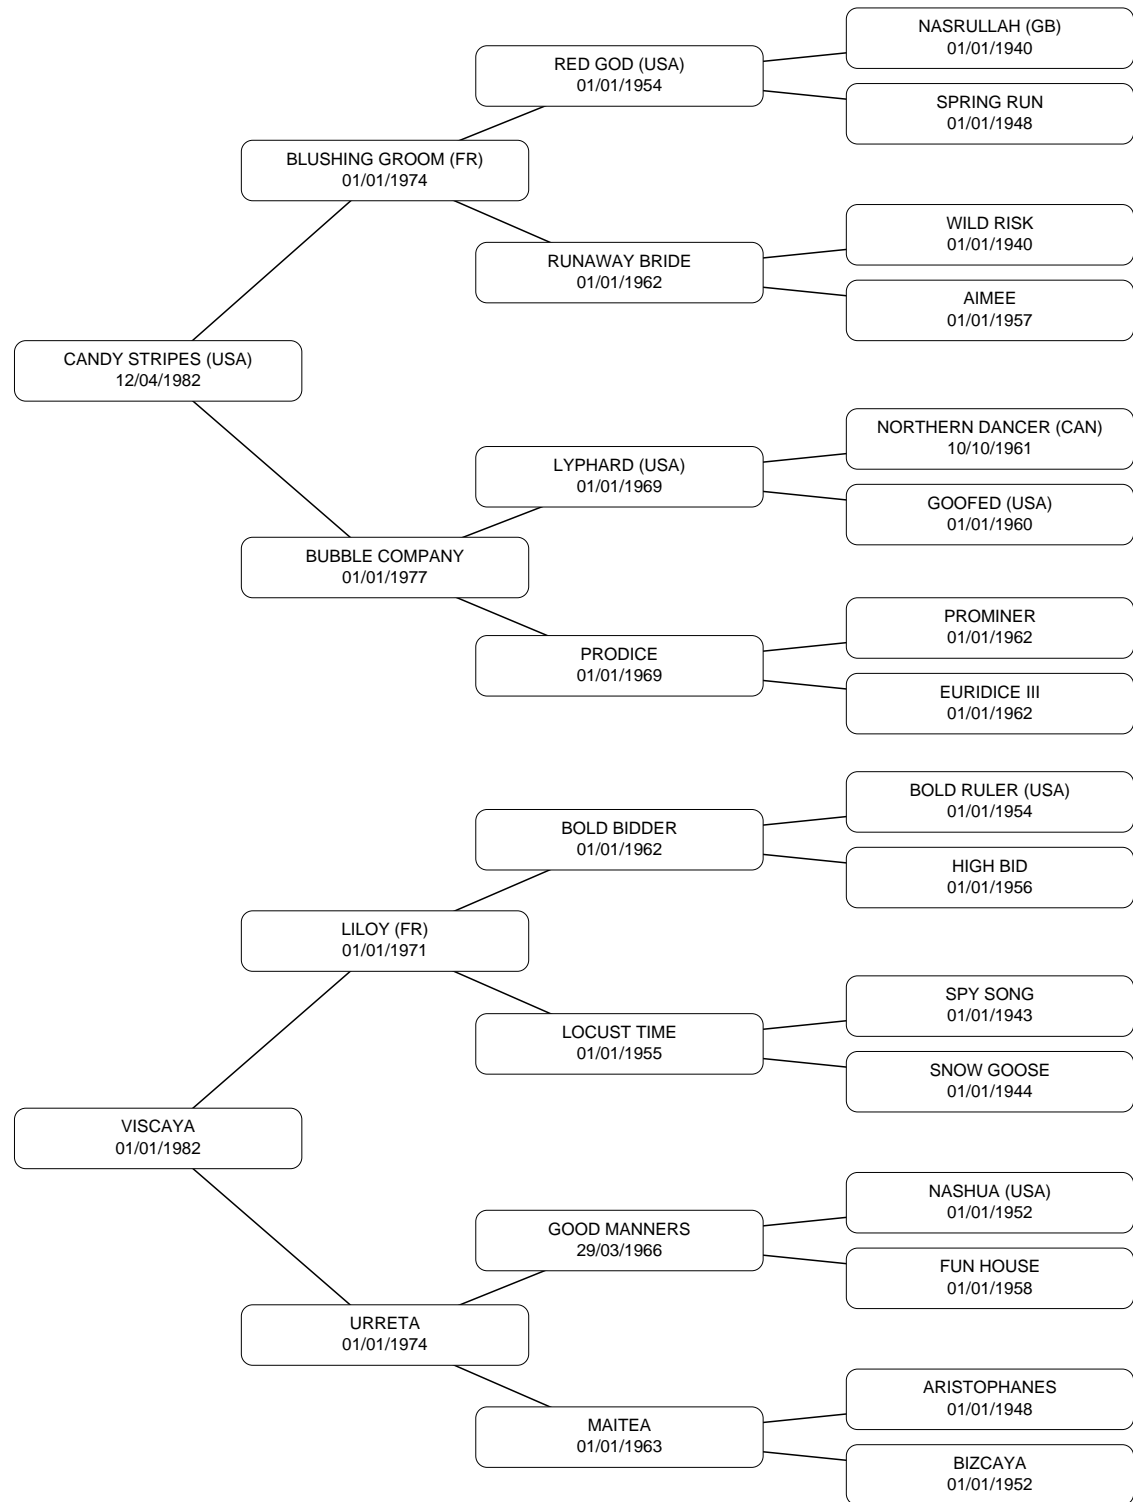 NASRULLAH (GB)
01/01/1940
RED GOD (USA)
01/01/1954
SPRING RUN
01/01/1948
BLUSHING GROOM (FR)
01/01/1974
WILD RISK
01/01/1940
RUNAWAY BRIDE
01/01/1962
AIMEE
01/01/1957
CANDY STRIPES (USA)
12/04/1982
NORTHERN DANCER (CAN)
10/10/1961
LYPHARD (USA)
01/01/1969
GOOFED (USA)
01/01/1960
BUBBLE COMPANY
01/01/1977
PROMINER
01/01/1962
PRODICE
01/01/1969
EURIDICE III
01/01/1962
BOLD RULER (USA)
01/01/1954
BOLD BIDDER
01/01/1962
HIGH BID
01/01/1956
LILOY (FR)
01/01/1971
SPY SONG
01/01/1943
LOCUST TIME
01/01/1955
SNOW GOOSE
01/01/1944
VISCAYA
01/01/1982
NASHUA (USA)
01/01/1952
GOOD MANNERS
29/03/1966
FUN HOUSE
01/01/1958
URRETA
01/01/1974
ARISTOPHANES
01/01/1948
MAITEA
01/01/1963
BIZCAYA
01/01/1952